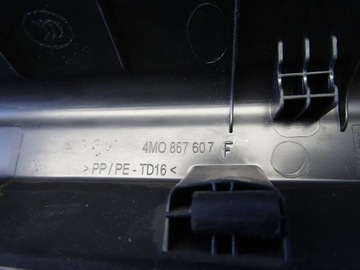 4M0 867 607 F
> PP / PE - TD16 <